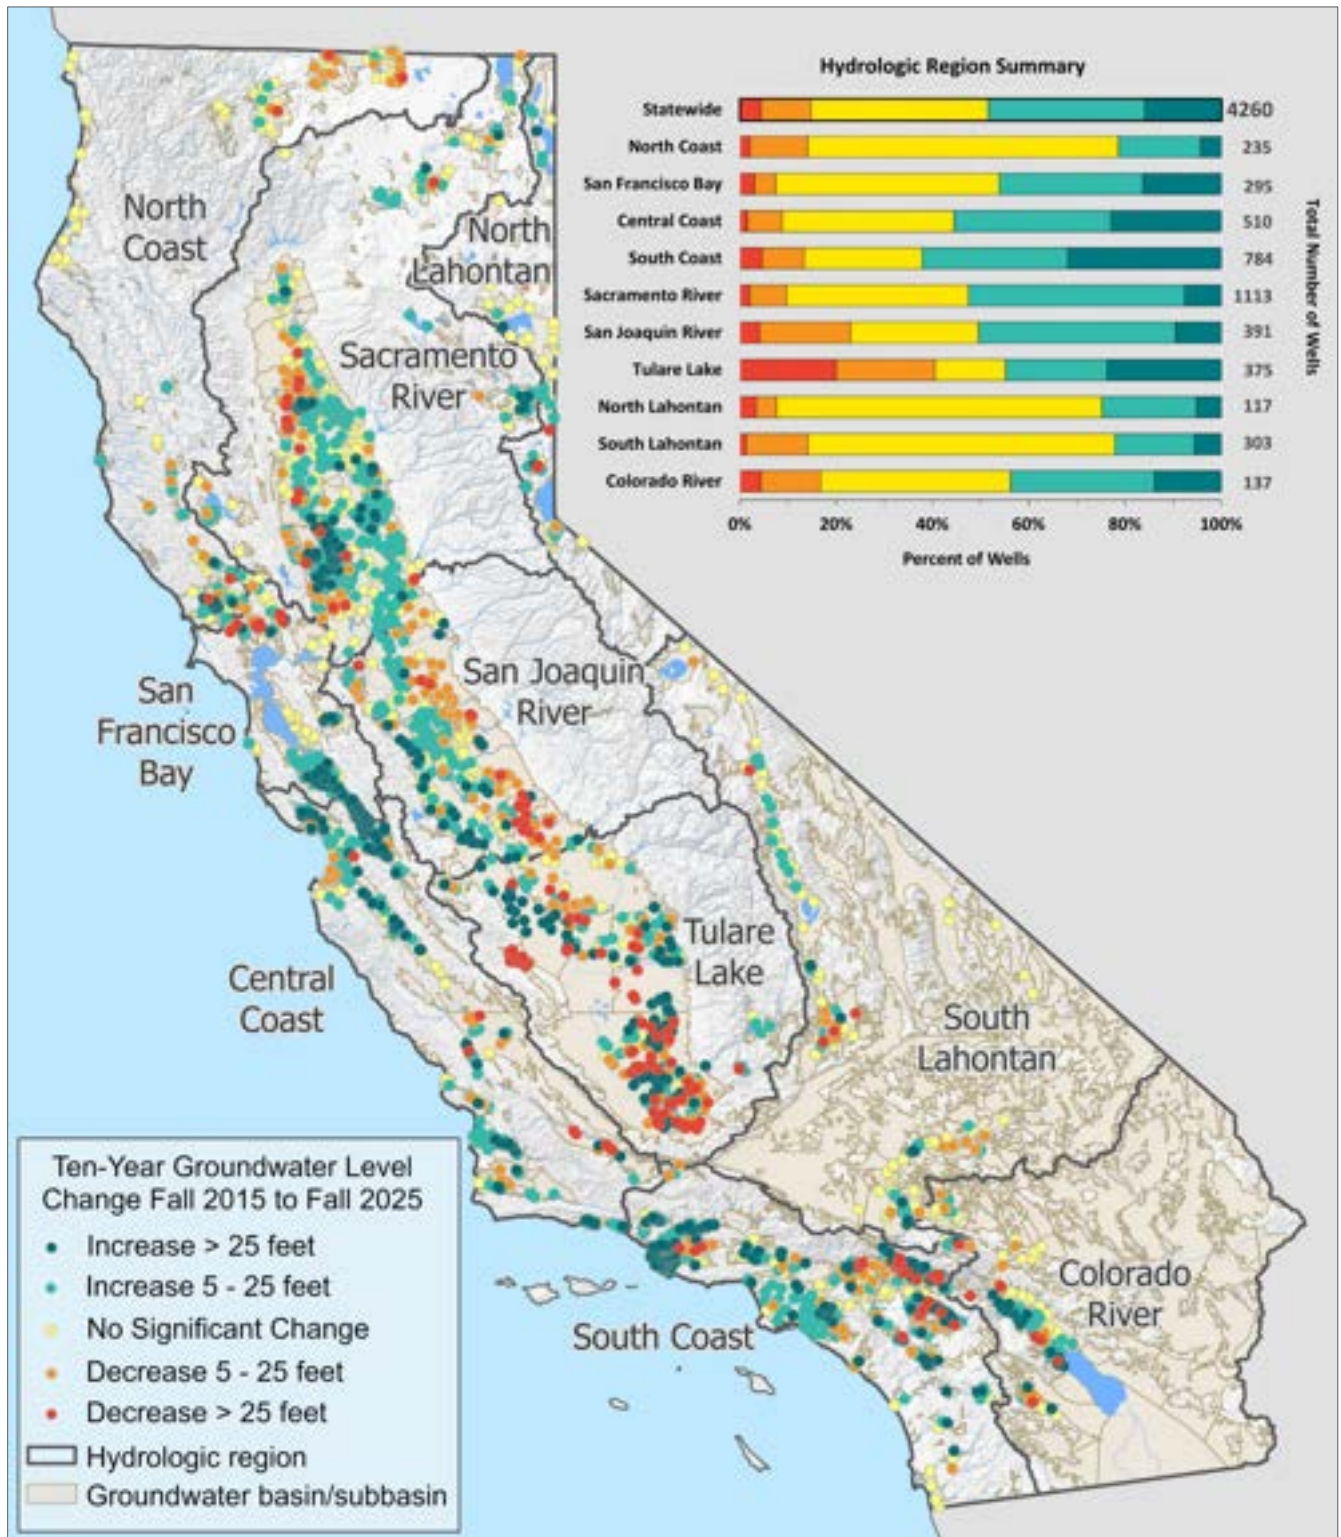 Hydrologic Region Summary
Statewide 4260
North Coast 235
San Francisco Bay 295
Central Coast 510
South Coast 784
Sacramento River 1113
San Joaquin River 391
Tulare Lake 375
North Lahontan 117
South Lahontan 303
Colorado River 137
0% 20% 40% 60% 80% 100%
Percent of Wells
Total Number of Wells
North
Coast
North
Lahontan
Sacramento
River
San Joaquin
River
San
Francisco
Bay
Tulare
Lake
Central
Coast
South
Lahontan
Colorado
River
South Coast
Ten-Year Groundwater Level
Change Fall 2015 to Fall 2025
Increase > 25 feet
Increase 5 - 25 feet
No Significant Change
Decrease 5 - 25 feet
Decrease > 25 feet
Hydrologic region
Groundwater basin/subbasin